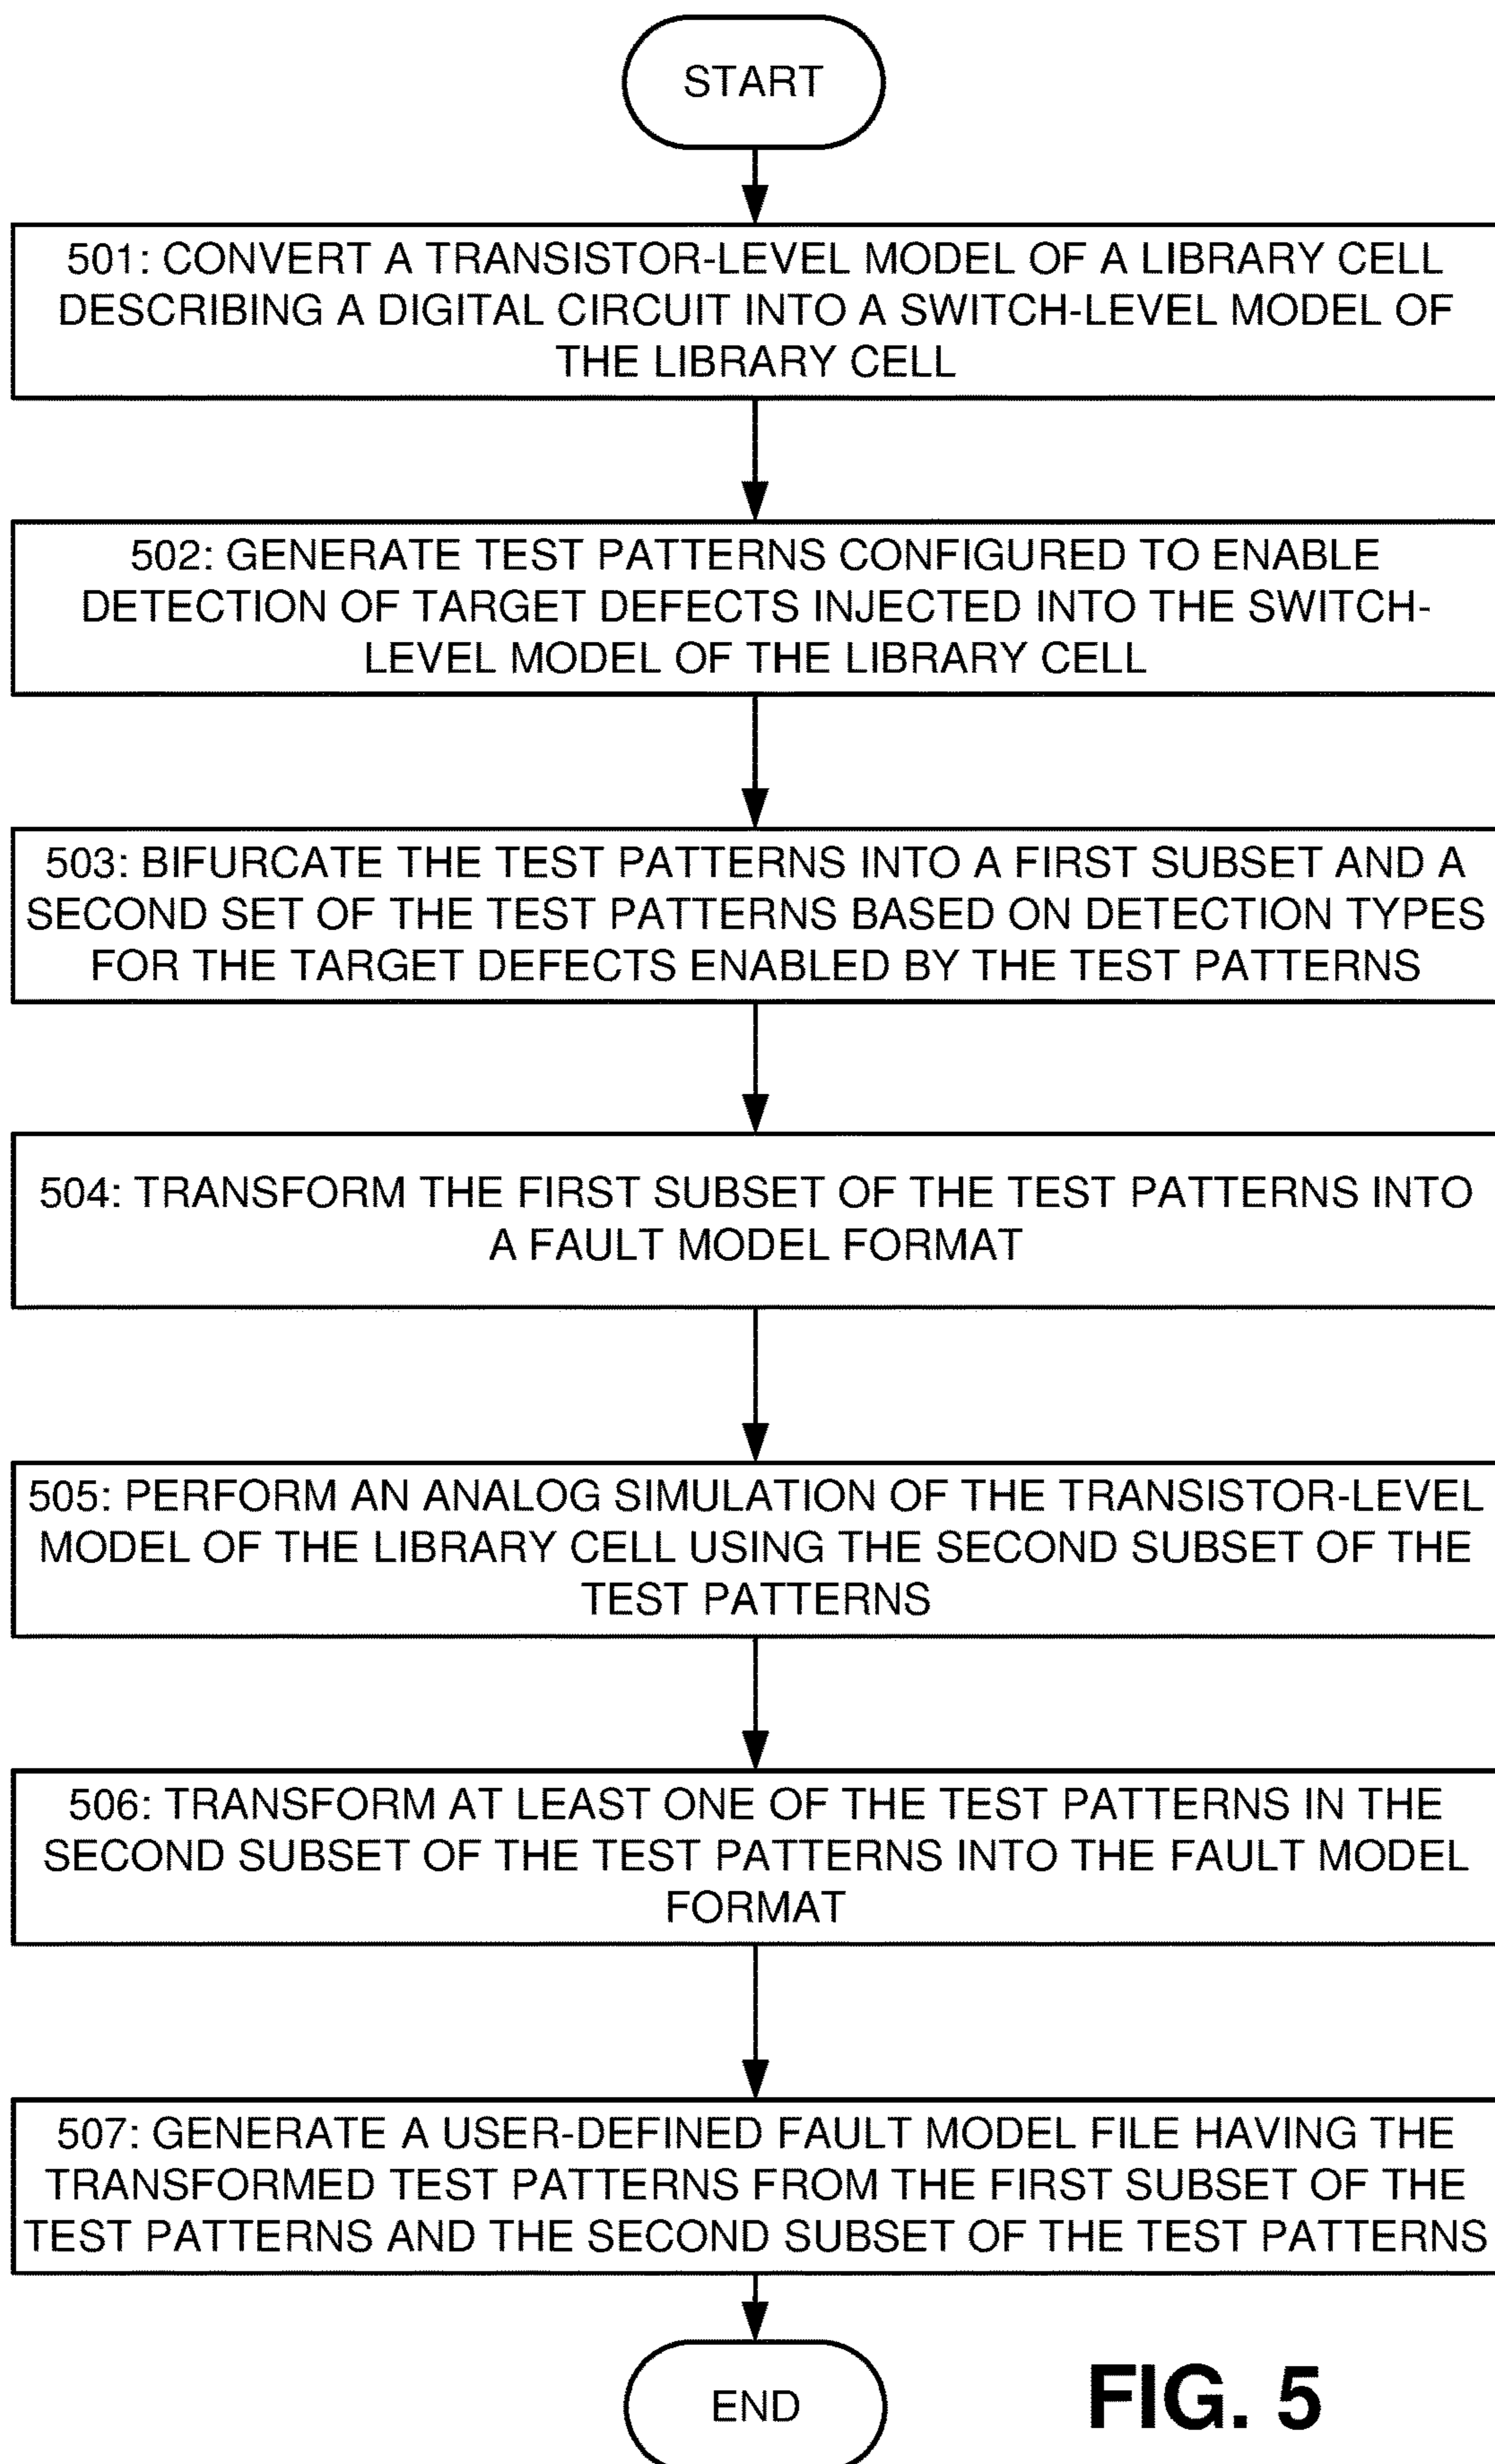 START
501: CONVERT A TRANSISTOR-LEVEL MODEL OF A LIBRARY CELL
DESCRIBING A DIGITAL CIRCUIT INTO A SWITCH-LEVEL MODEL OF
THE LIBRARY CELL
502: GENERATE TEST PATTERNS CONFIGURED TO ENABLE
DETECTION OF TARGET DEFECTS INJECTED INTO THE SWITCH-
LEVEL MODEL OF THE LIBRARY CELL
503: BIFURCATE THE TEST PATTERNS INTO A FIRST SUBSET AND A
SECOND SET OF THE TEST PATTERNS BASED ON DETECTION TYPES
FOR THE TARGET DEFECTS ENABLED BY THE TEST PATTERNS
504: TRANSFORM THE FIRST SUBSET OF THE TEST PATTERNS INTO
A FAULT MODEL FORMAT
505: PERFORM AN ANALOG SIMULATION OF THE TRANSISTOR-LEVEL
MODEL OF THE LIBRARY CELL USING THE SECOND SUBSET OF THE
TEST PATTERNS
506: TRANSFORM AT LEAST ONE OF THE TEST PATTERNS IN THE
SECOND SUBSET OF THE TEST PATTERNS INTO THE FAULT MODEL
FORMAT
507: GENERATE A USER-DEFINED FAULT MODEL FILE HAVING THE
TRANSFORMED TEST PATTERNS FROM THE FIRST SUBSET OF THE
TEST PATTERNS AND THE SECOND SUBSET OF THE TEST PATTERNS
END
FIG. 5